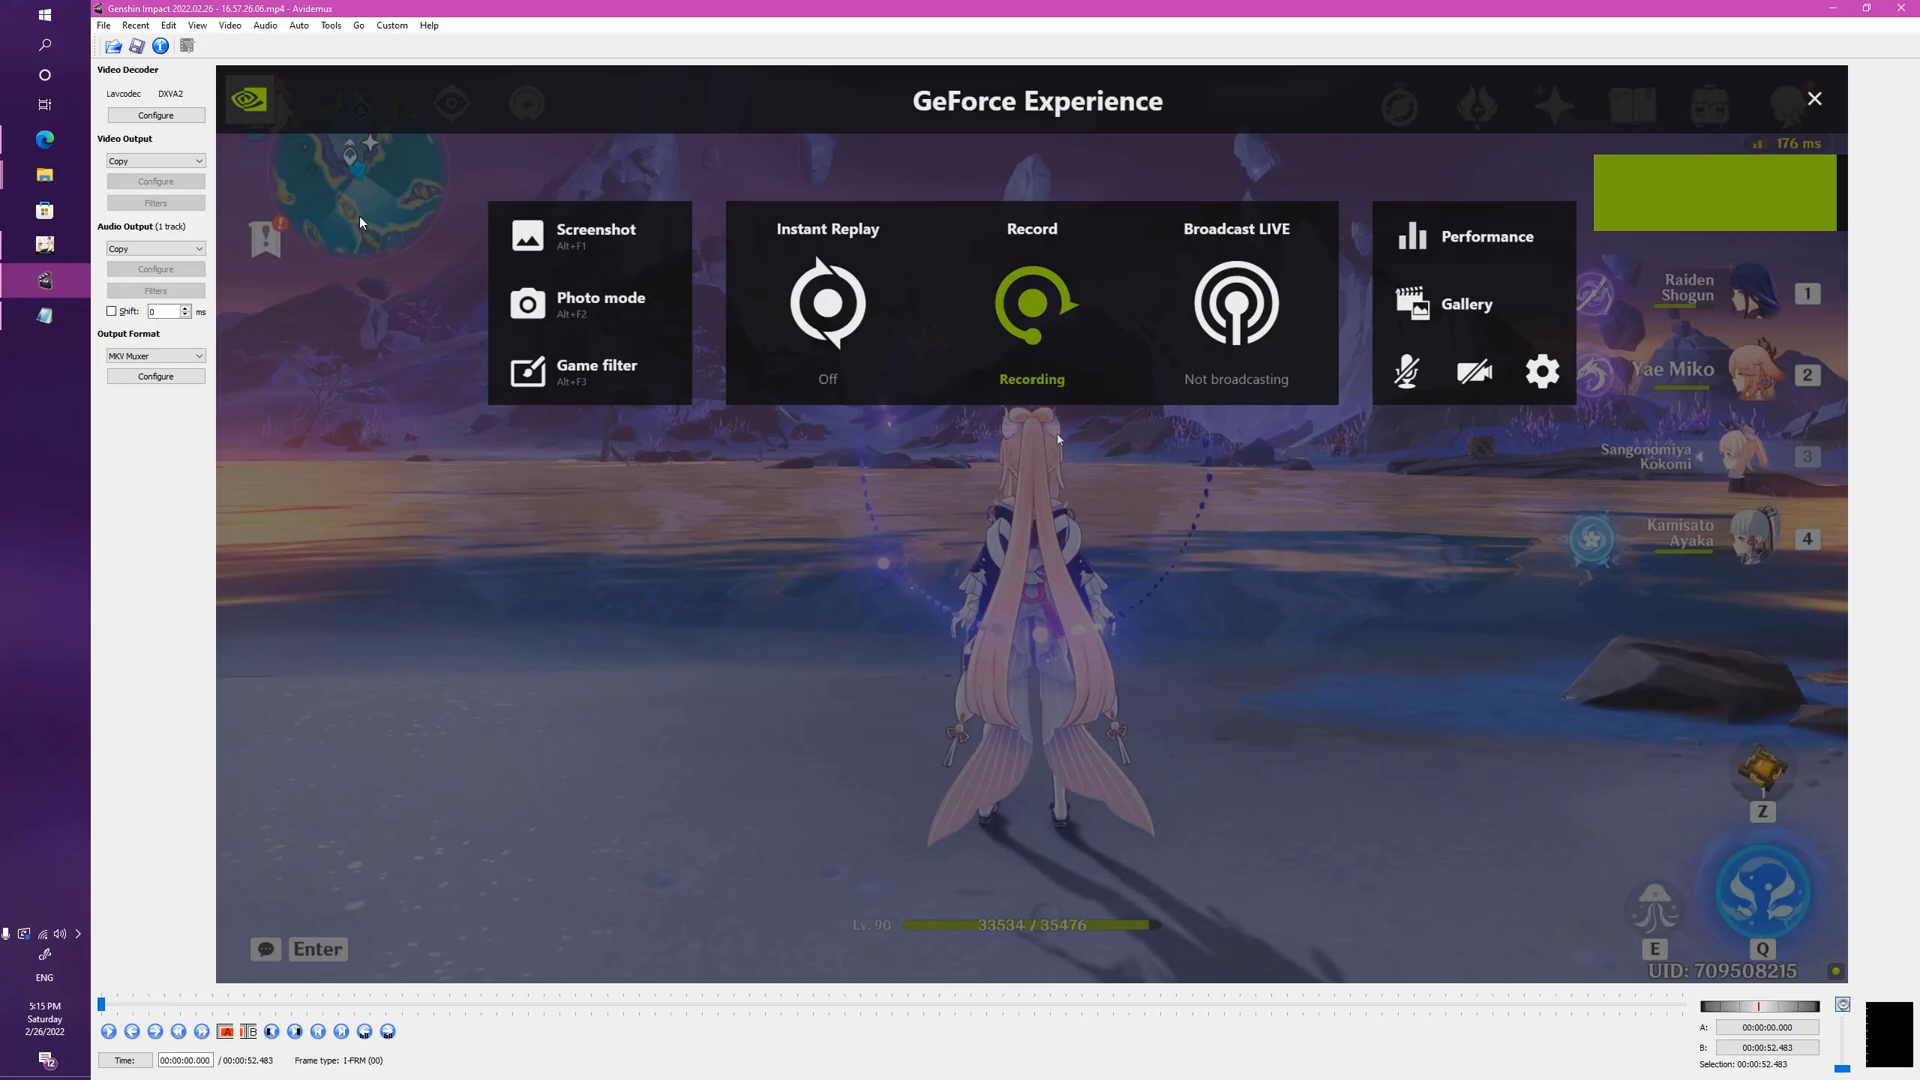 Genshin Impact 2022.02.26 - 16.57.26.06.mp4 - Avidemux
File Recent Edit View Video Audio Auto Tools Go Custom Help
Video Decoder
Lavcodec DXVA2
Configure
Video Output
Copy
Configure
Filters
Audio Output (1 track)
Copy
Configure
Filters
Shift: 0 ms
Output Format
MKV Muxer
Configure
GeForce Experience
176 ms
Screenshot
Alt+F1
Photo mode
Alt+F2
Game filter
Alt+F3
Instant Replay
Off
Record
Recording
Broadcast LIVE
Not broadcasting
Performance
Gallery
Raiden
Shogun
1
Yae Miko
2
Sangonomiya
Kokomi
3
Kamisato
Ayaka
4
1
Z
E
Q
Lv. 90
33534 / 35476
Enter
UID: 709508215
ENG
5:15 PM
Saturday
2/26/2022
12
A
B
60
60
Time: 00:00:00.000 / 00:00:52.483 Frame type: I-FRM (00)
A: 00:00:00.000
B: 00:00:52.483
Selection: 00:00:52.483